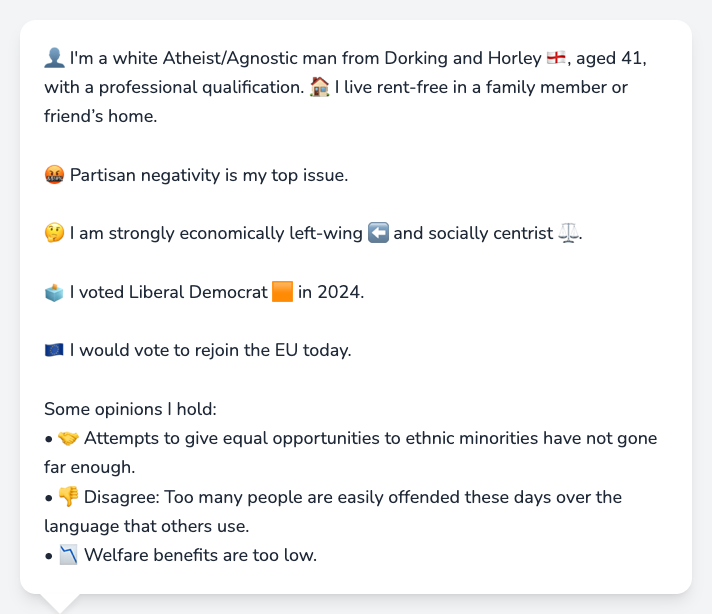 👤 I'm a white Atheist/Agnostic man from Dorking and Horley 🏴󠁧󠁢󠁥󠁮󠁧󠁿, aged 41,
with a professional qualification. 🏠 I live rent-free in a family member or
friend’s home.
🤬 Partisan negativity is my top issue.
🤔 I am strongly economically left-wing ⬅️ and socially centrist ⚖️.
🗳️ I voted Liberal Democrat 🟧 in 2024.
🇪🇺 I would vote to rejoin the EU today.
Some opinions I hold:
• 🤝 Attempts to give equal opportunities to ethnic minorities have not gone
far enough.
• 👎 Disagree: Too many people are easily offended these days over the
language that others use.
• 📉 Welfare benefits are too low.